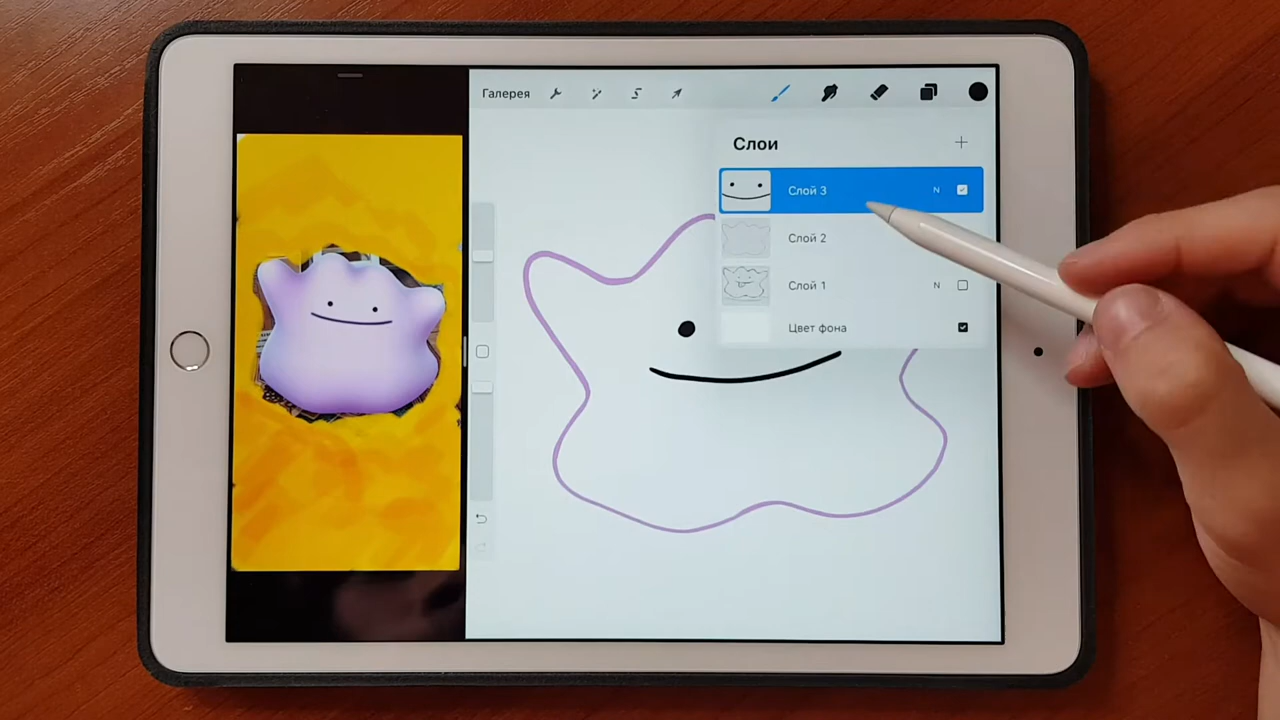 Галерея
Слои
Слой 3 N
Слой 2
Слой 1 N
Цвет фона